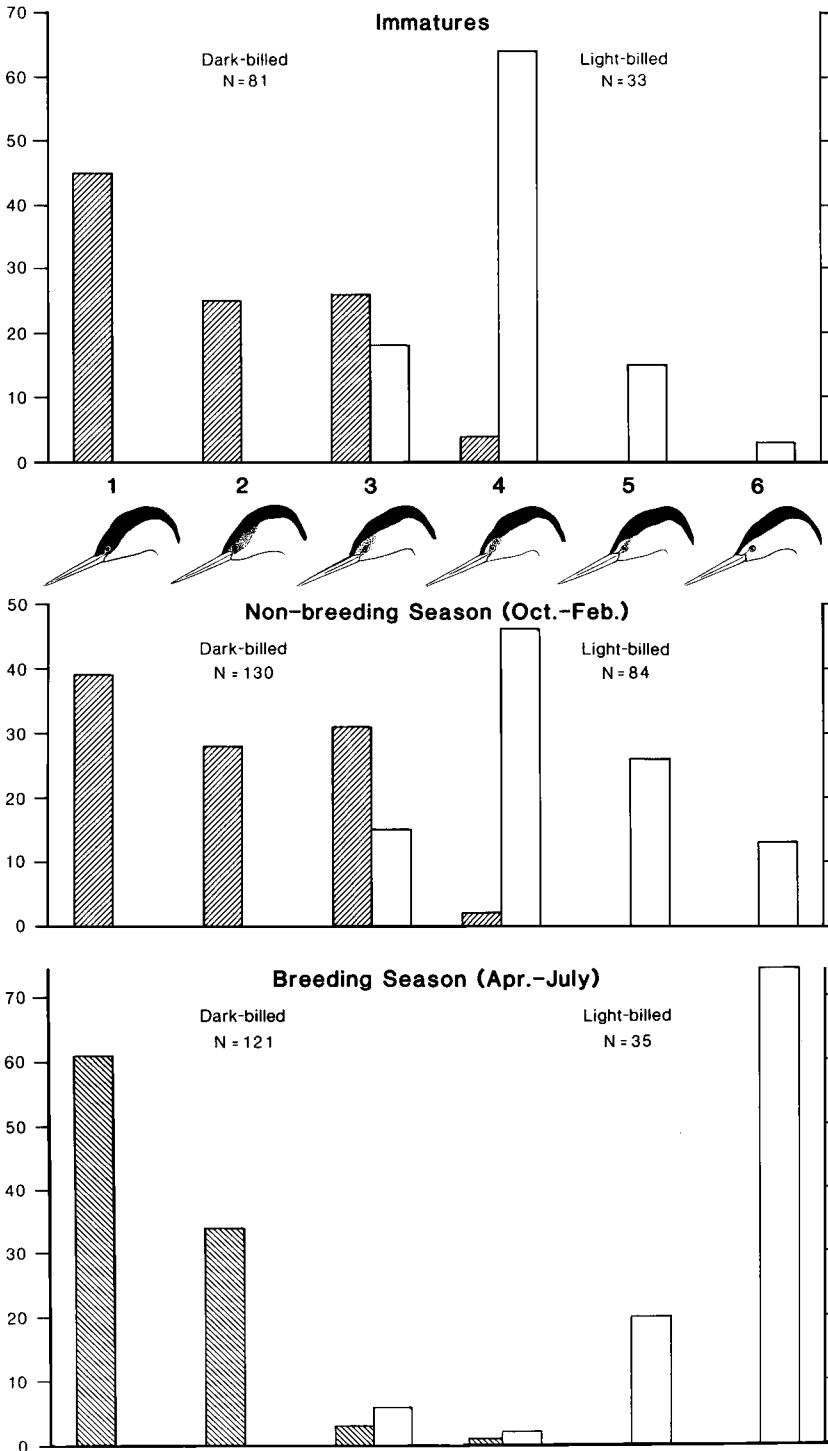 Immatures
Dark-billed
N = 81
Light-billed
N = 33
70
60
50
40
30
20
10
0
1 2 3 4 5 6
Non-breeding Season (Oct.-Feb.)
Dark-billed
N = 130
Light-billed
N = 84
50
40
30
20
10
0
Breeding Season (Apr.-July)
Dark-billed
N = 121
Light-billed
N = 35
70
60
50
40
30
20
10
0